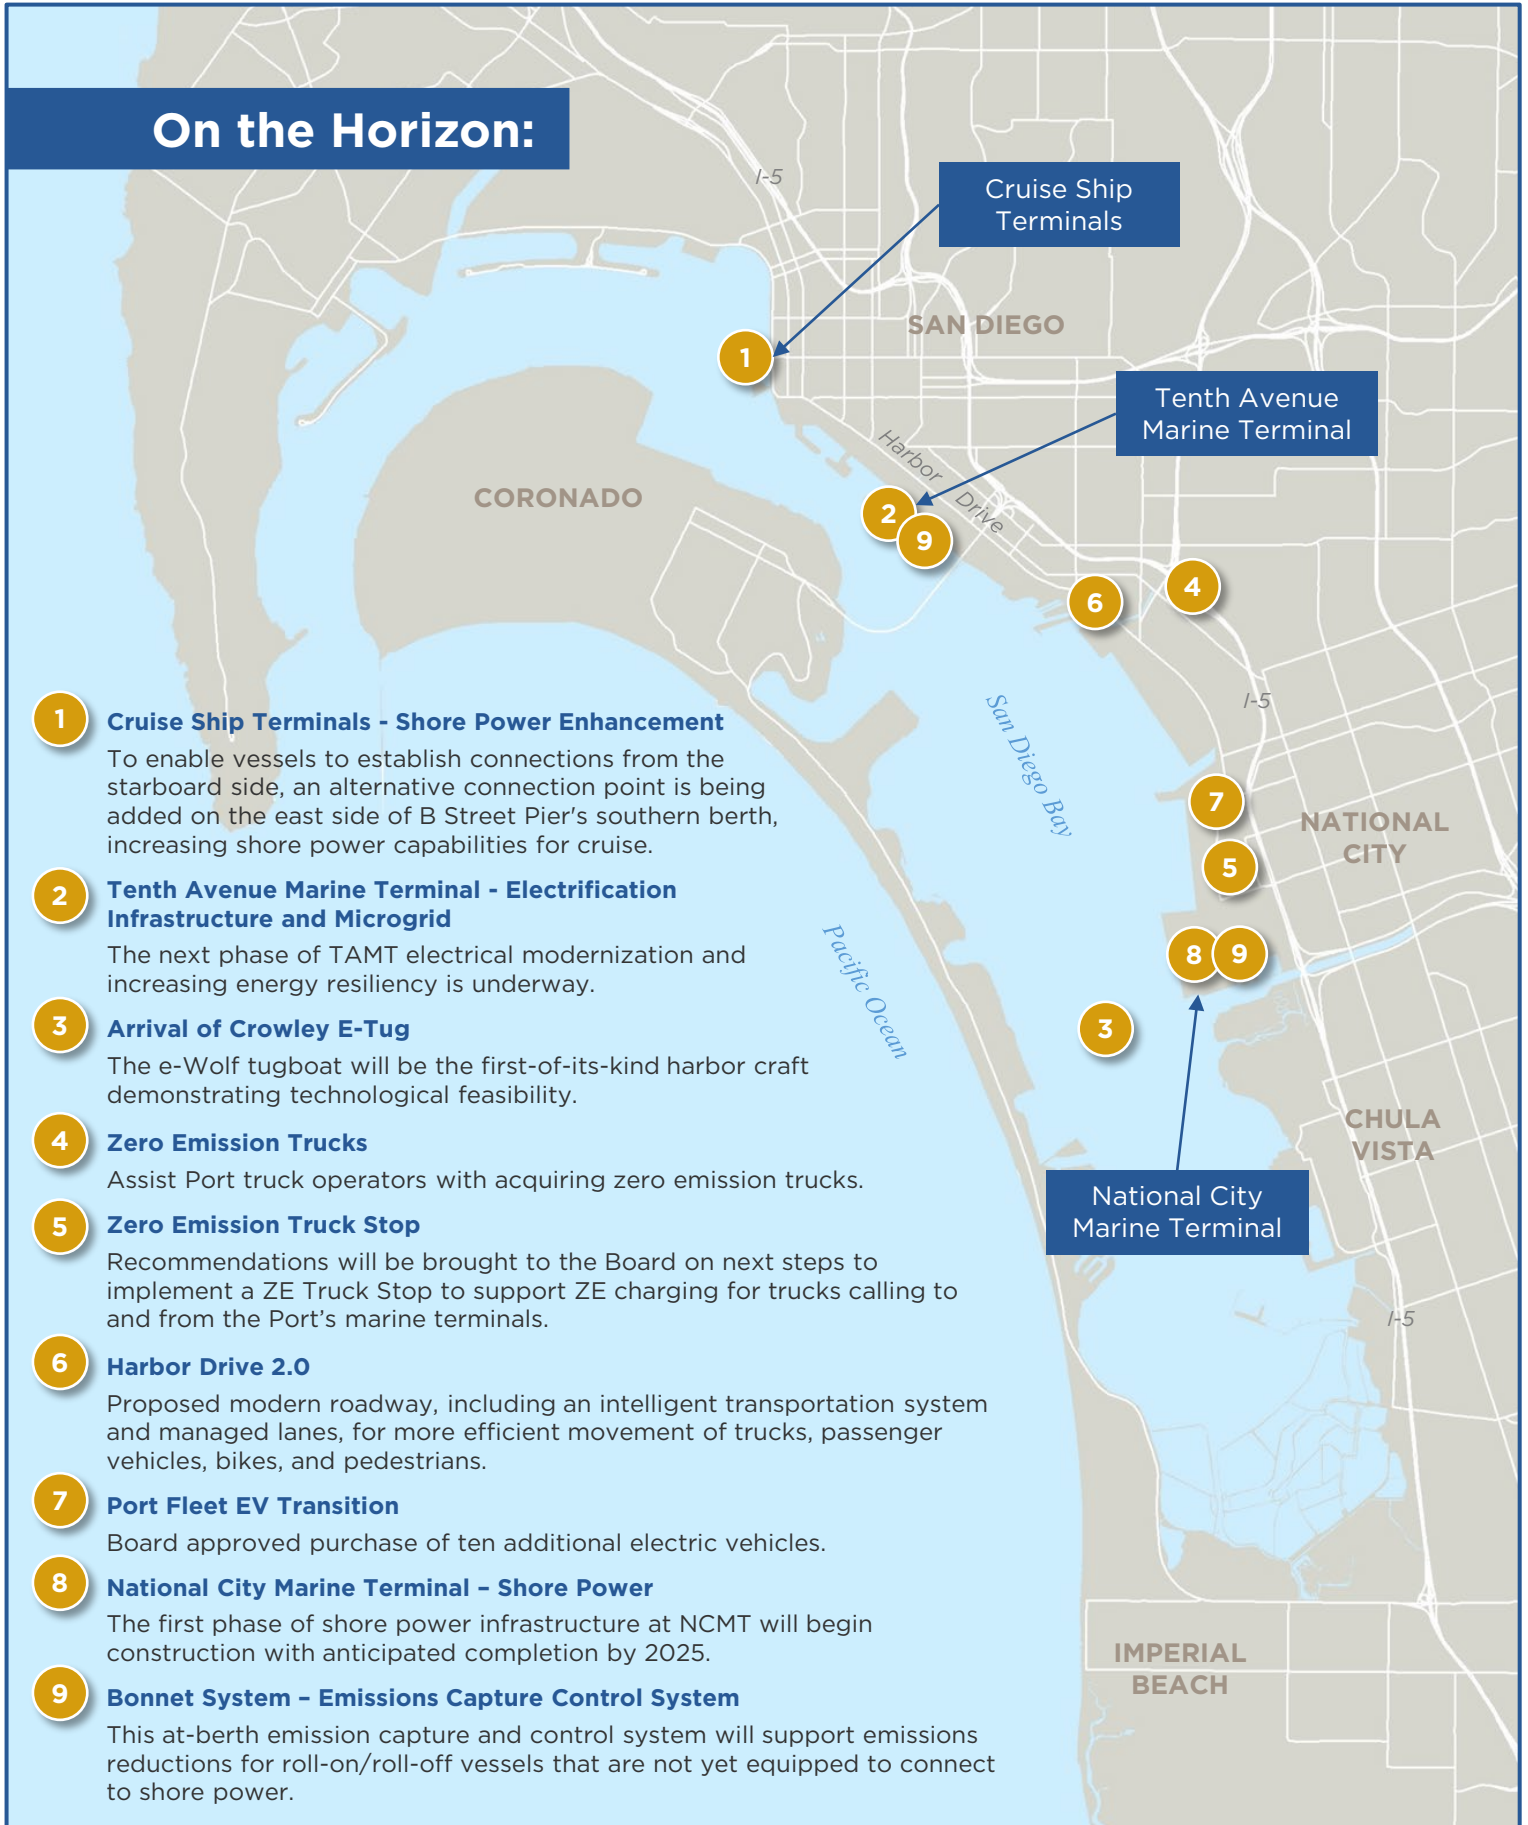 On the Horizon:
I-5
Cruise Ship
Terminals
SAN DIEGO
1
Tenth Avenue
Marine Terminal
Harbor Drive
CORONADO
2
9
4
6
I-5
San Diego Bay
7
NATIONAL
CITY
5
8
9
Pacific Ocean
3
CHULA
VISTA
National City
Marine Terminal
I-5
IMPERIAL
BEACH
1
Cruise Ship Terminals - Shore Power Enhancement
To enable vessels to establish connections from the
starboard side, an alternative connection point is being
added on the east side of B Street Pier's southern berth,
increasing shore power capabilities for cruise.
2
Tenth Avenue Marine Terminal - Electrification
Infrastructure and Microgrid
The next phase of TAMT electrical modernization and
increasing energy resiliency is underway.
3
Arrival of Crowley E-Tug
The e-Wolf tugboat will be the first-of-its-kind harbor craft
demonstrating technological feasibility.
4
Zero Emission Trucks
Assist Port truck operators with acquiring zero emission trucks.
5
Zero Emission Truck Stop
Recommendations will be brought to the Board on next steps to
implement a ZE Truck Stop to support ZE charging for trucks calling to
and from the Port’s marine terminals.
6
Harbor Drive 2.0
Proposed modern roadway, including an intelligent transportation system
and managed lanes, for more efficient movement of trucks, passenger
vehicles, bikes, and pedestrians.
7
Port Fleet EV Transition
Board approved purchase of ten additional electric vehicles.
8
National City Marine Terminal – Shore Power
The first phase of shore power infrastructure at NCMT will begin
construction with anticipated completion by 2025.
9
Bonnet System – Emissions Capture Control System
This at-berth emission capture and control system will support emissions
reductions for roll-on/roll-off vessels that are not yet equipped to connect
to shore power.